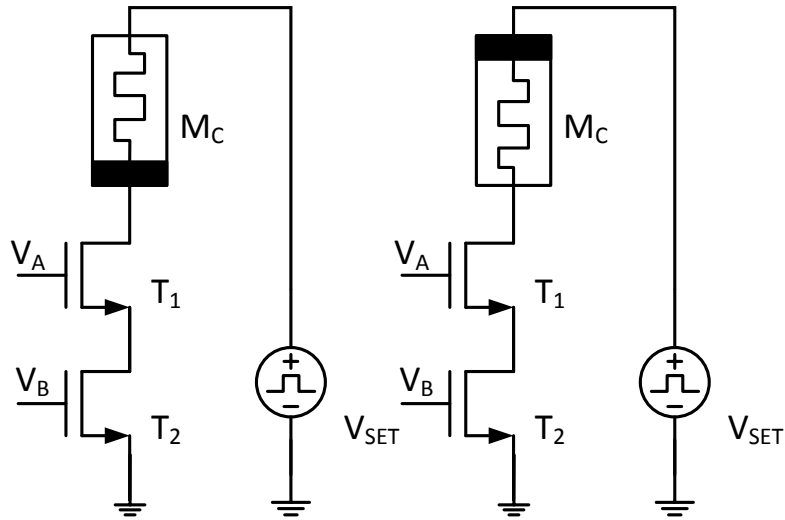 M_C
V_A
T_1
V_B
T_2
V_SET
M_C
V_A
T_1
V_B
T_2
V_SET